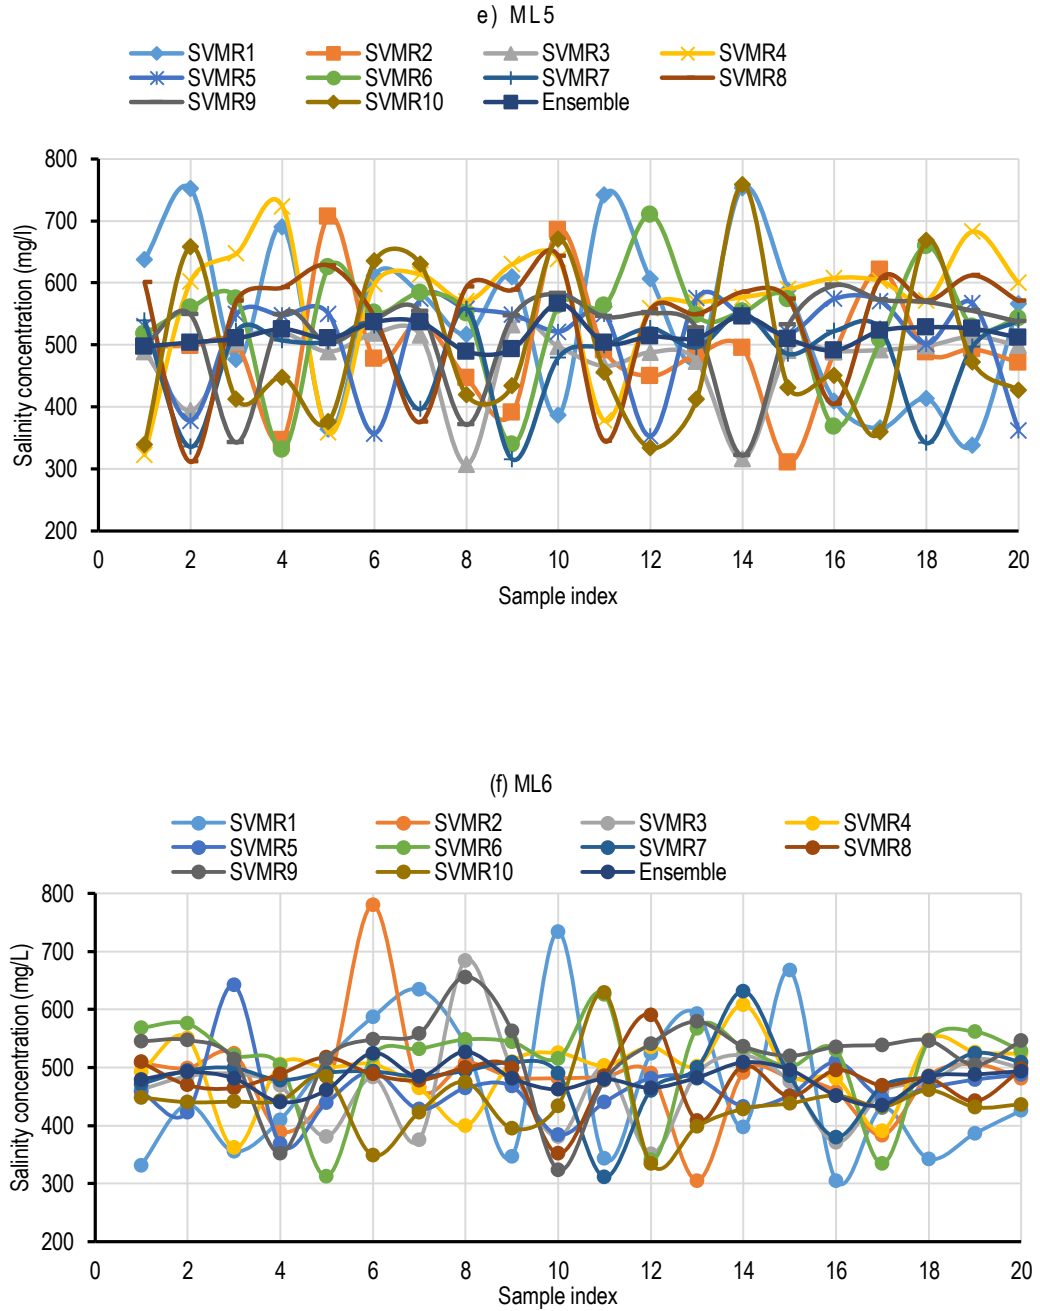 e) ML5
SVMR1 SVMR2 SVMR3 SVMR4
SVMR5 SVMR6 SVMR7 SVMR8
SVMR9 SVMR10 Ensemble
800
700
600
500
400
300
200
Salinity concentration (mg/l)
0 2 4 6 8 10 12 14 16 18 20
Sample index
(f) ML6
SVMR1 SVMR2 SVMR3 SVMR4
SVMR5 SVMR6 SVMR7 SVMR8
SVMR9 SVMR10 Ensemble
800
700
600
500
400
300
200
Salinity concentration (mg/L)
0 2 4 6 8 10 12 14 16 18 20
Sample index